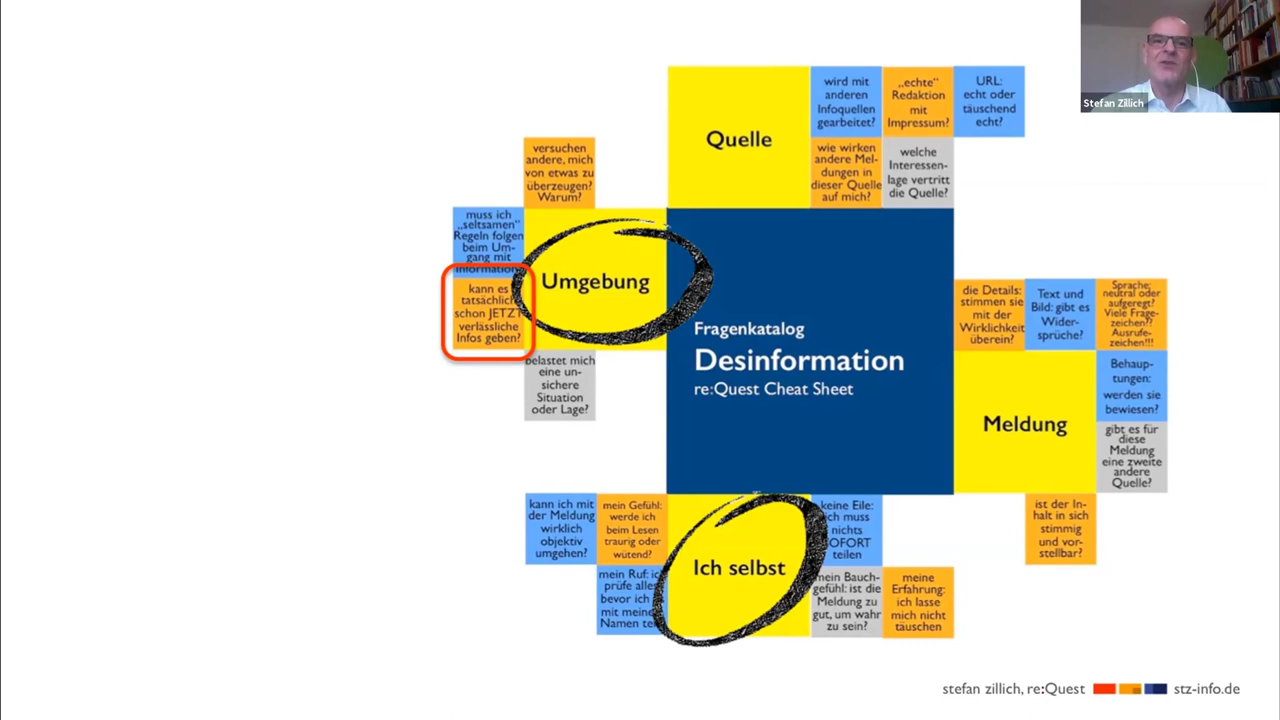 Stefan Zillich
Quelle
wird mit
anderen
Infoquellen
gearbeitet?
„echte“
Redaktion
mit
Impressum?
URL:
echt oder
täuschend
echt?
wie wirken
andere Mel-
dungen in
dieser Quelle
auf mich?
welche
Interessen-
lage vertritt
die Quelle?
versuchen
andere, mich
von etwas zu
überzeugen?
Warum?
muss ich
„seltsamen“
Regeln folgen
beim Um-
gang mit
Information
Umgebung
kann es
tatsächlich
schon JETZT
verlässliche
Infos geben?
belastet mich
eine un-
sichere
Situation
oder Lage?
Fragenkatalog
Desinformation
re:Quest Cheat Sheet
die Details:
stimmen sie
mit der
Wirklichkeit
überein?
Text und
Bild: gibt es
Wider-
sprüche?
Sprache:
neutral oder
aufgeregt?
Viele Frage-
zeichen??
Ausrufe-
zeichen!!!
Meldung
Behaup-
tungen:
werden sie
bewiesen?
gibt es für
diese
Meldung
eine zweite
andere
Quelle?
ist der In-
halt in sich
stimmig
und vor-
stellbar?
kann ich mit
der Meldung
wirklich
objektiv
umgehen?
mein Gefühl:
werde ich
beim Lesen
traurig oder
wütend?
mein Ruf: ich
prüfe alles
bevor ich
mit meine
Namen te
Ich selbst
keine Eile:
ich muss
nichts
SOFORT
teilen
mein Bauch-
gefühl: ist die
Meldung zu
gut, um wahr
zu sein?
meine
Erfahrung:
ich lasse
mich nicht
täuschen
stefan zillich, re:Quest stz-info.de